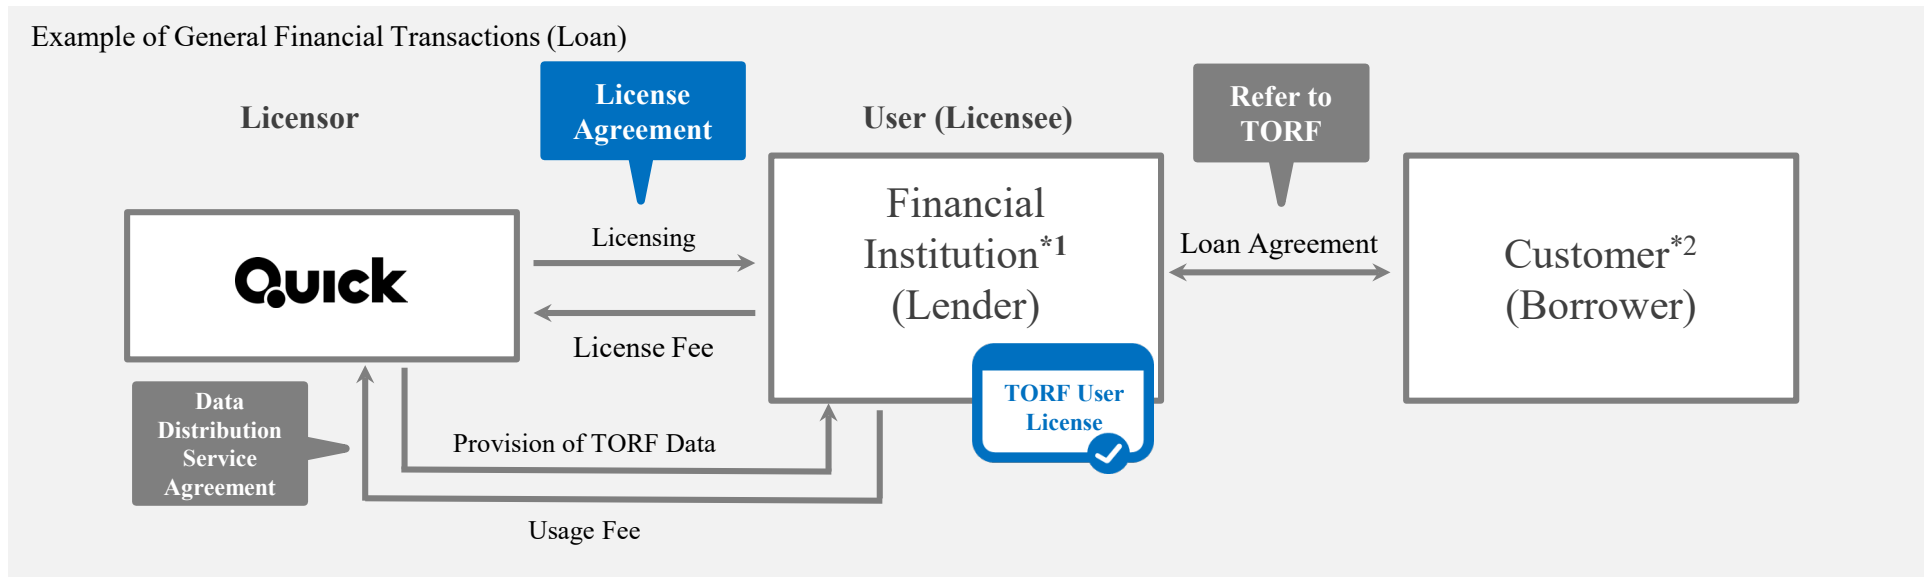 Example of General Financial Transactions (Loan)
Licensor
License
Agreement
User (Licensee)
Refer to
TORF
Quick
Licensing
License Fee
Financial
Institution*1
(Lender)
TORF User
License
Loan Agreement
Customer*2
(Borrower)
Data
Distribution
Service
Agreement
Provision of TORF Data
Usage Fee